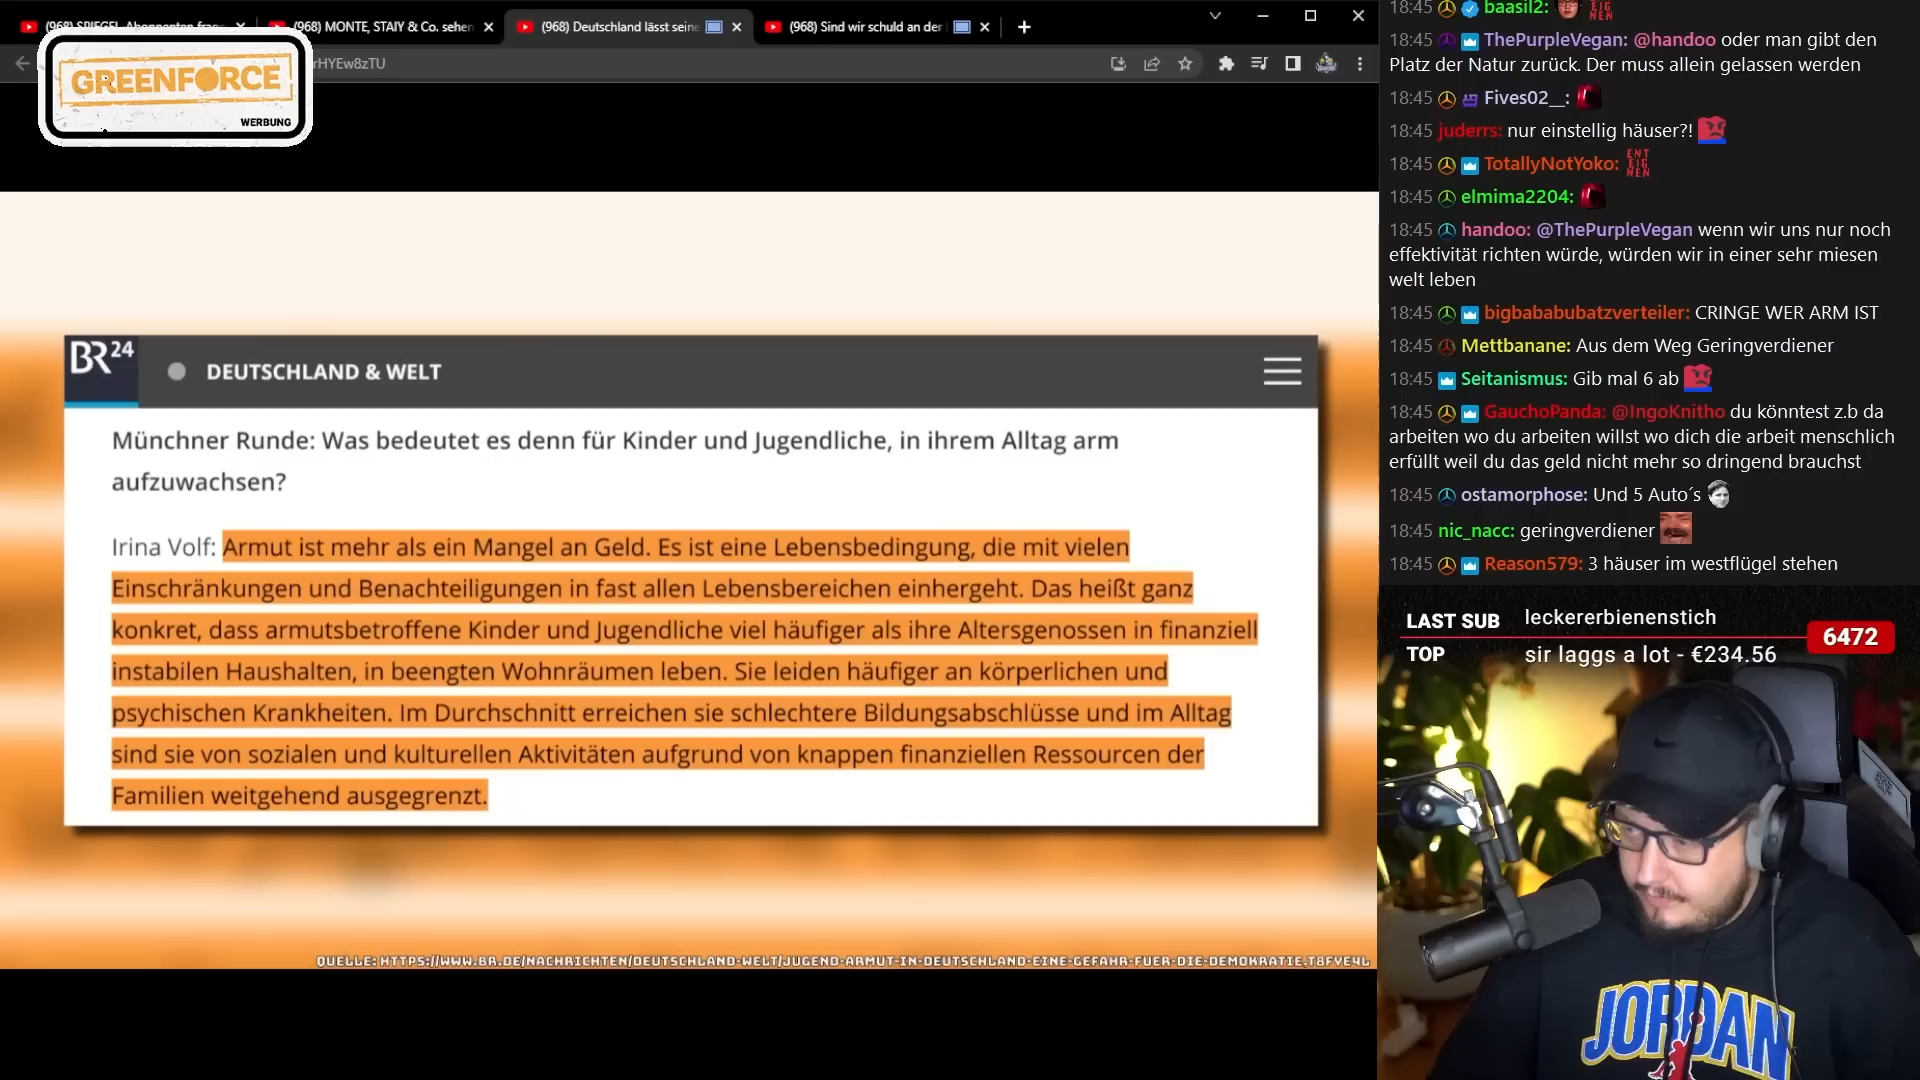 (968) SPIEGEL-Abonnenten frage
(968) MONTE, STAIY & Co. sehen
(968) Deutschland lässt seine
(968) Sind wir schuld an der
rHYEw8zTU
GREENFORCE
WERBUNG
BR24
DEUTSCHLAND & WELT
Münchner Runde: Was bedeutet es denn für Kinder und Jugendliche, in ihrem Alltag arm
aufzuwachsen?
Irina Volf: Armut ist mehr als ein Mangel an Geld. Es ist eine Lebensbedingung, die mit vielen
Einschränkungen und Benachteiligungen in fast allen Lebensbereichen einhergeht. Das heißt ganz
konkret, dass armutsbetroffene Kinder und Jugendliche viel häufiger als ihre Altersgenossen in finanziell
instabilen Haushalten, in beengten Wohnräumen leben. Sie leiden häufiger an körperlichen und
psychischen Krankheiten. Im Durchschnitt erreichen sie schlechtere Bildungsabschlüsse und im Alltag
sind sie von sozialen und kulturellen Aktivitäten aufgrund von knappen finanziellen Ressourcen der
Familien weitgehend ausgegrenzt.
QUELLE: HTTPS://WWW.BR.DE/NACHRICHTEN/DEUTSCHLAND-WELT/JUGEND-ARMUT-IN-DEUTSCHLAND-EINE-GEFAHR-FUER-DIE-DEMOKRATIE,T8FVE4L
18:45 baasil2: EIG NEN
18:45 ThePurpleVegan: @handoo oder man gibt den
Platz der Natur zurück. Der muss allein gelassen werden
18:45 Fives02__:
18:45 juderrs: nur einstellig häuser?!
18:45 TotallyNotYoko: ENT EIG NEN
18:45 elmima2204:
18:45 handoo: @ThePurpleVegan wenn wir uns nur noch
effektivität richten würde, würden wir in einer sehr miesen
welt leben
18:45 bigbababubatzverteiler: CRINGE WER ARM IST
18:45 Mettbanane: Aus dem Weg Geringverdiener
18:45 Seitanismus: Gib mal 6 ab
18:45 GauchoPanda: @IngoKnitho du könntest z.b da
arbeiten wo du arbeiten willst wo dich die arbeit menschlich
erfüllt weil du das geld nicht mehr so dringend brauchst
18:45 ostamorphose: Und 5 Auto´s
18:45 nic_nacc: geringverdiener
18:45 Reason579: 3 häuser im westflügel stehen
LAST SUB leckererbienenstich
TOP sir laggs a lot - €234.56
6472
JORDAN